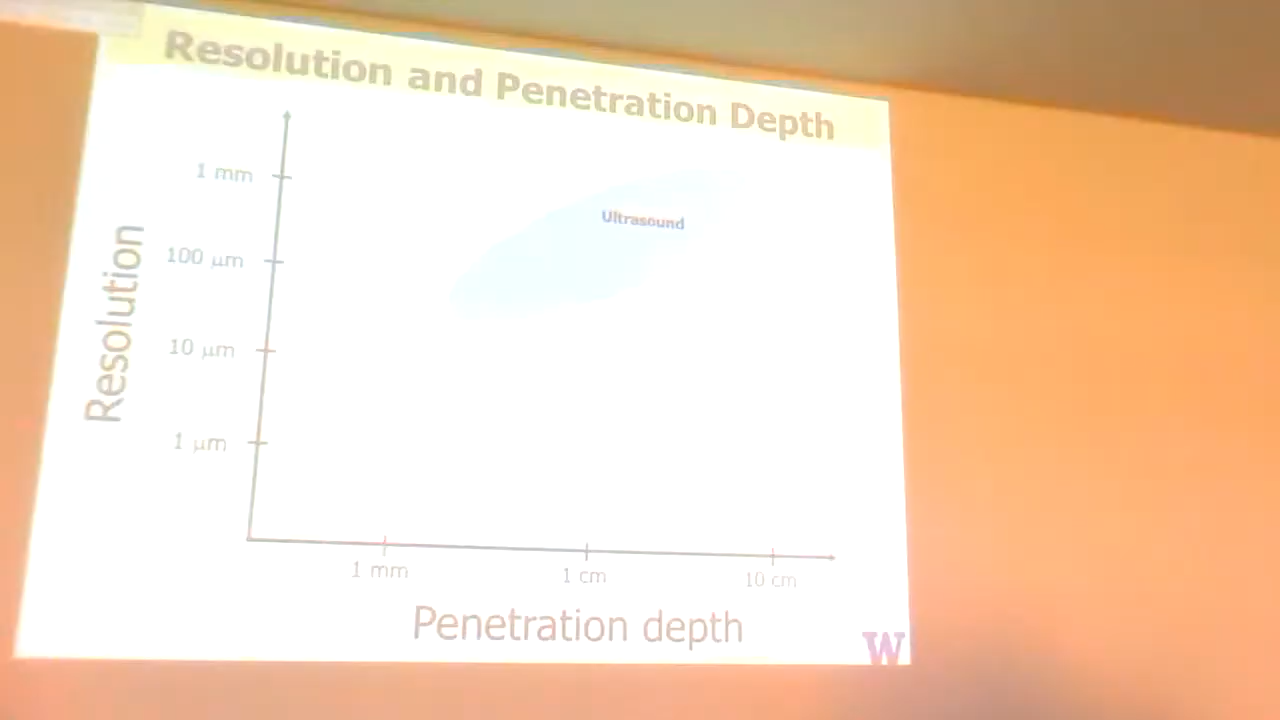 Resolution and Penetration Depth
1 mm
Ultrasound
100 μm
10 μm
1 μm
Resolution
1 mm
1 cm
10 cm
Penetration depth
W